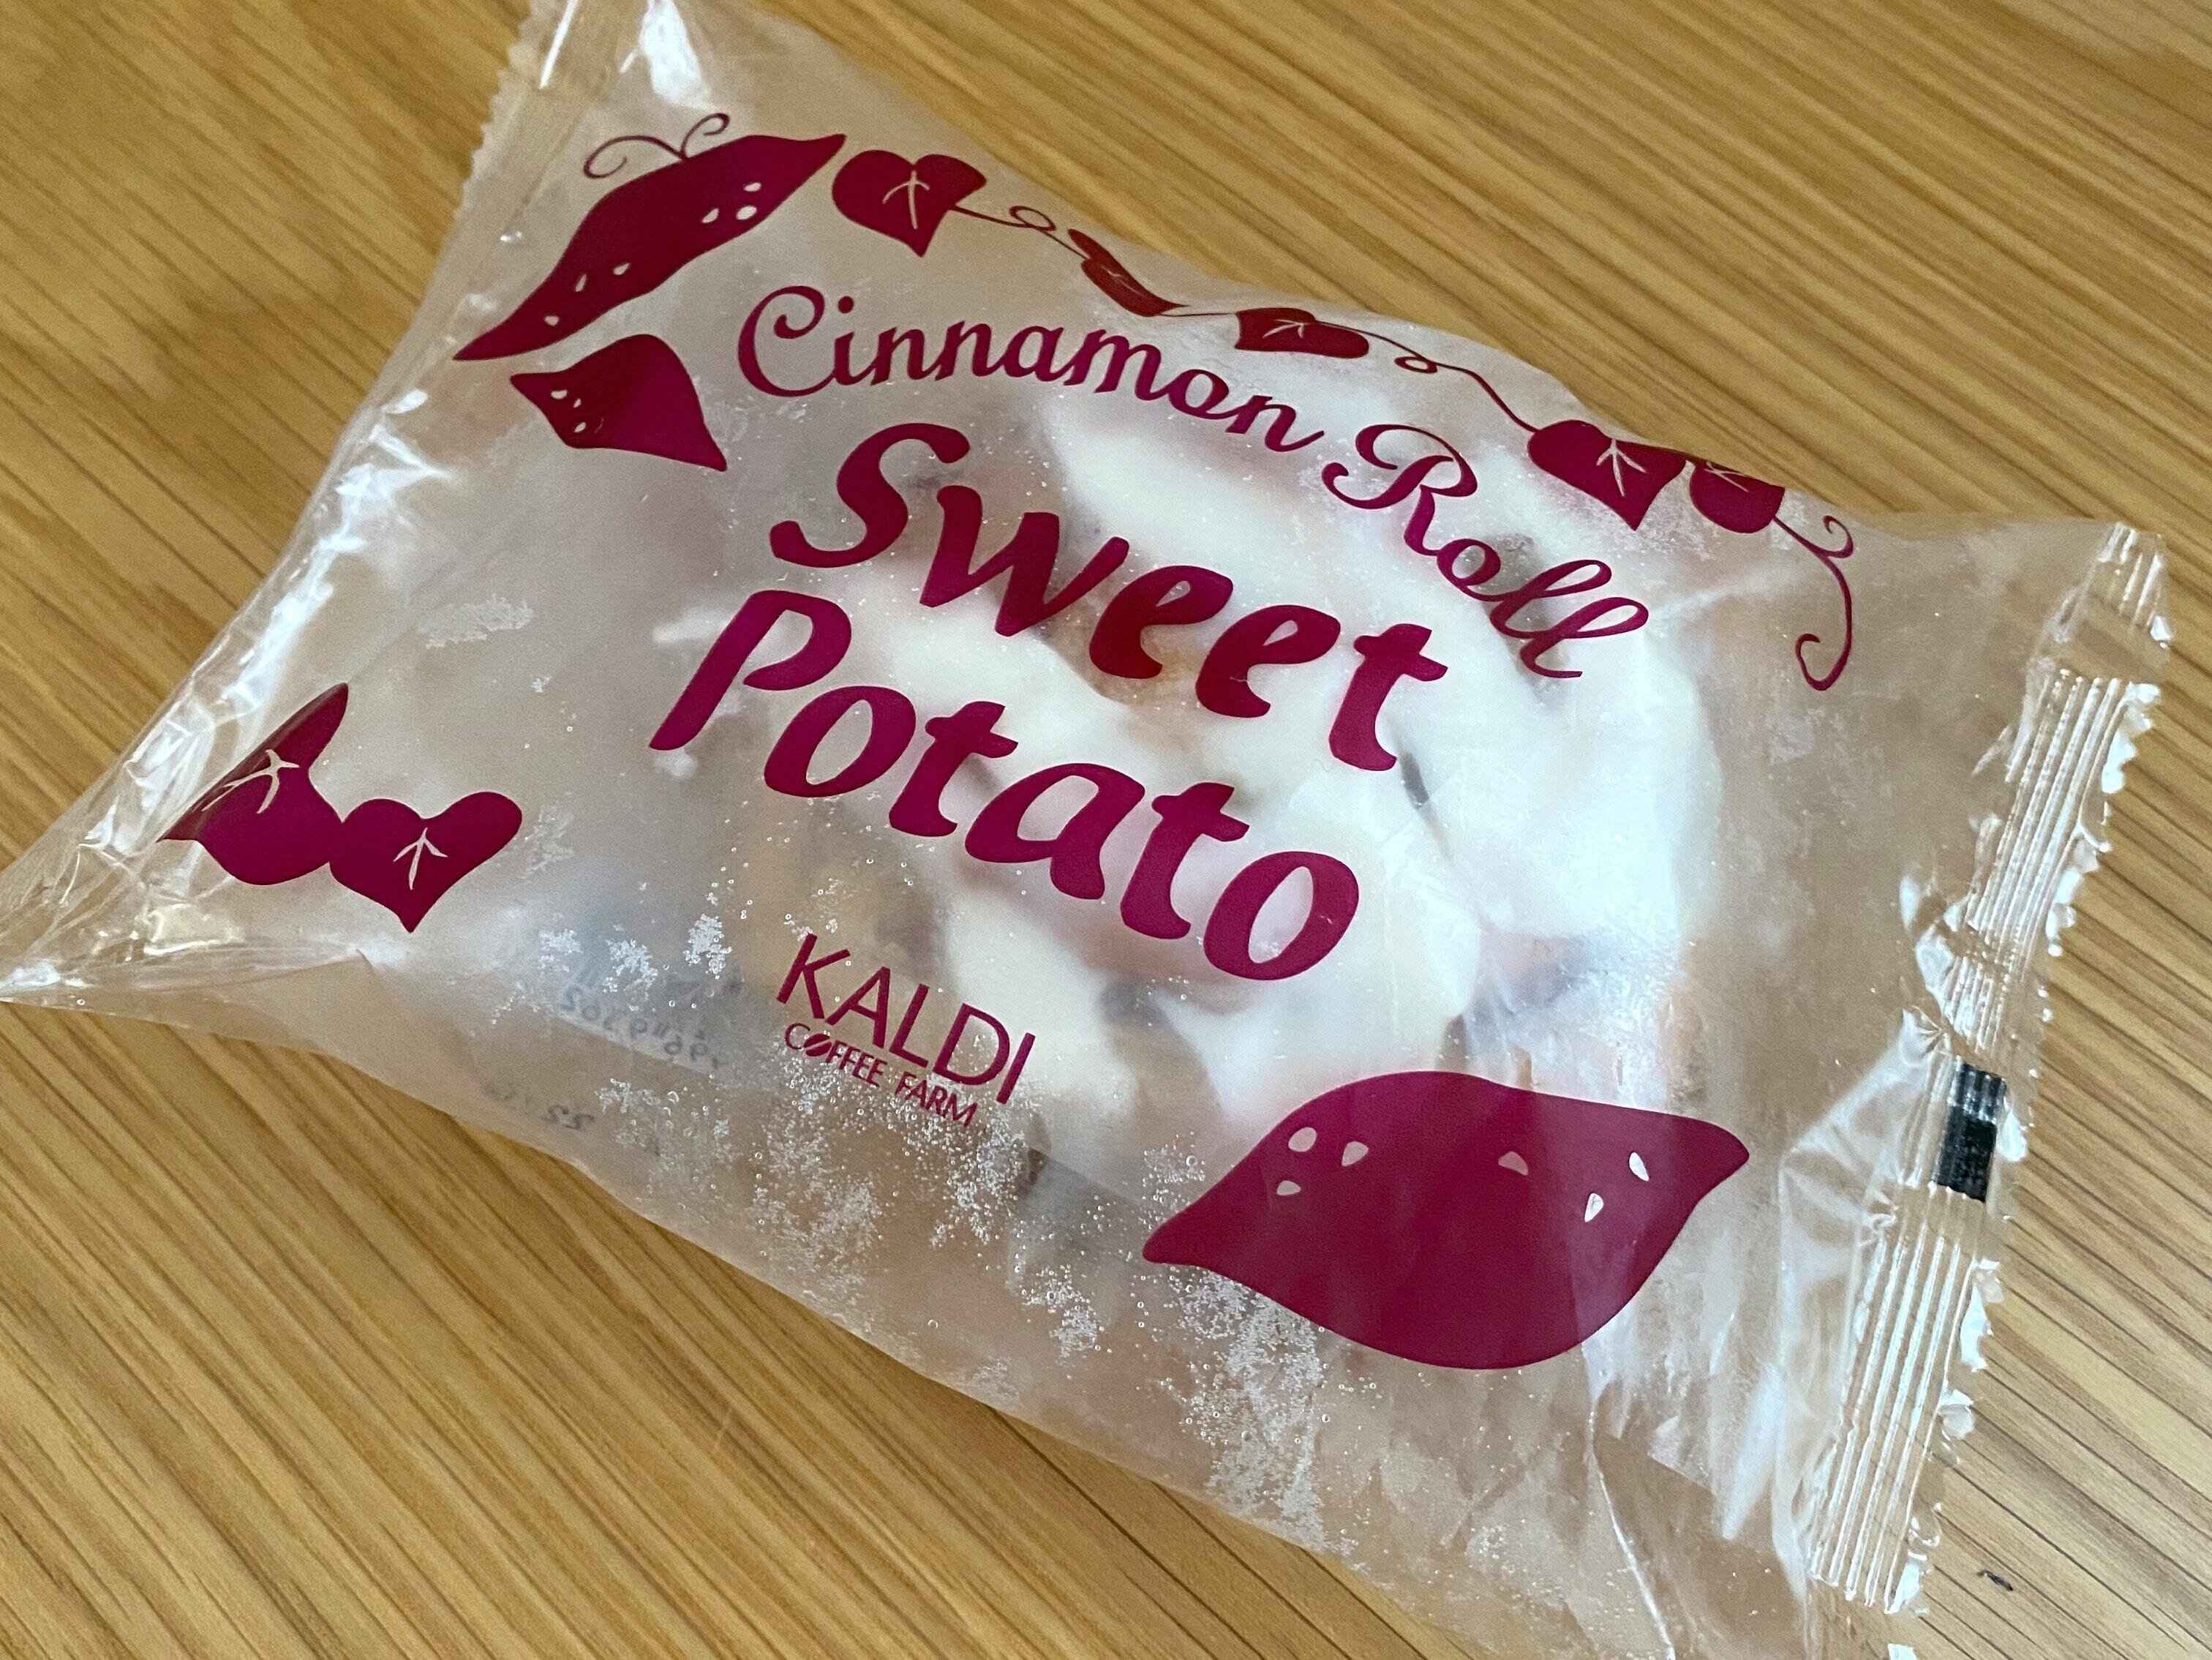 Cinnamon Roll
Sweet
Potato
KALDI
COFFEE FARM